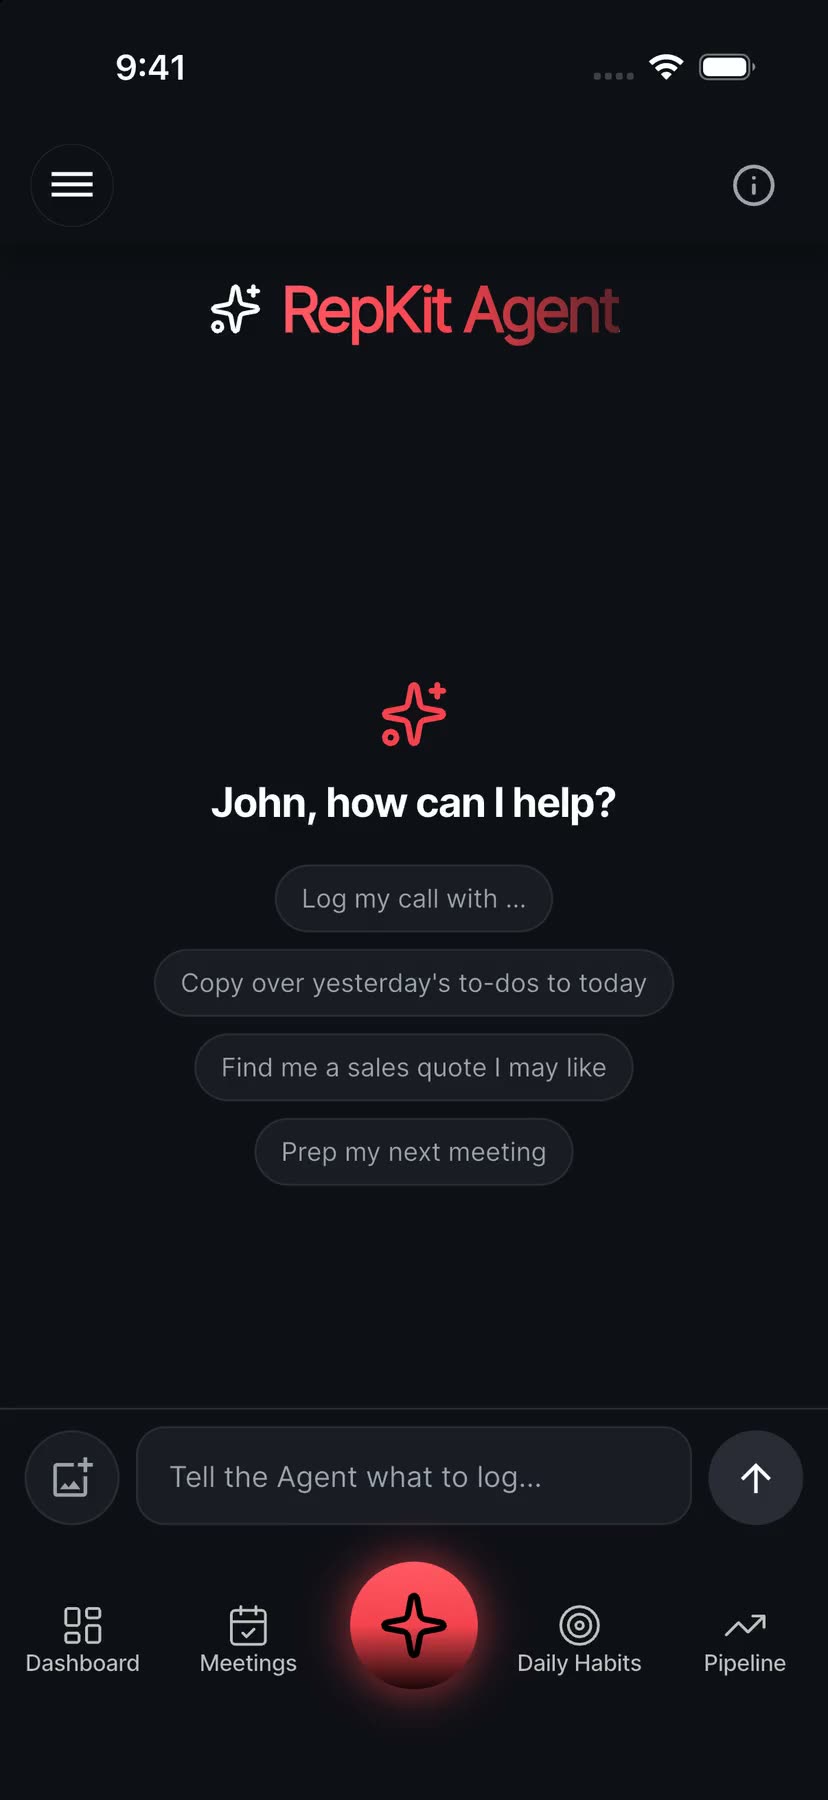 9:41
RepKit Agent
John, how can I help?
Log my call with ...
Copy over yesterday's to-dos to today
Find me a sales quote I may like
Prep my next meeting
Tell the Agent what to log...
Dashboard
Meetings
Daily Habits
Pipeline